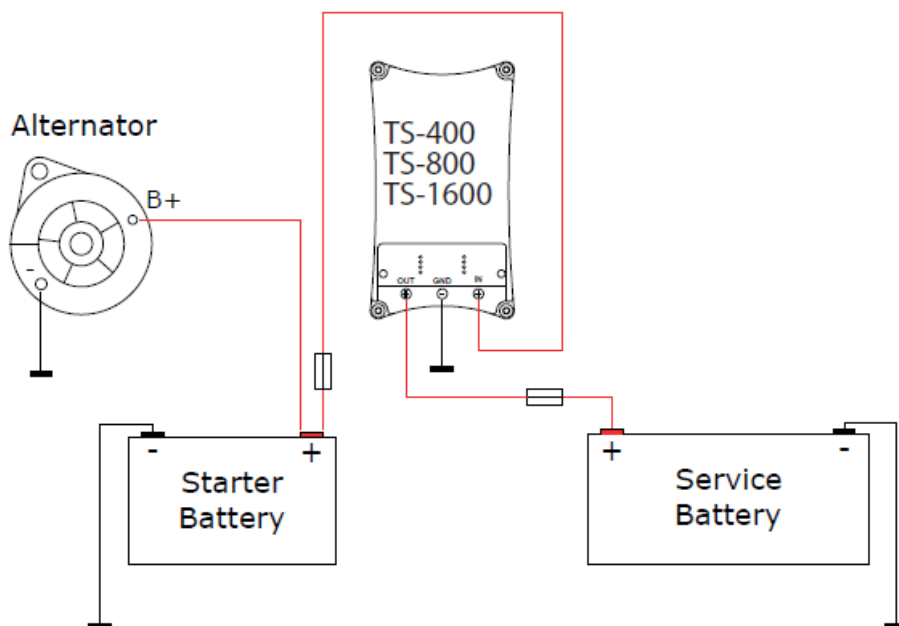 Alternator
B+
-
TS-400
TS-800
TS-1600
OUT GND IN
+ - +
- +
Starter
Battery
+ -
Service
Battery